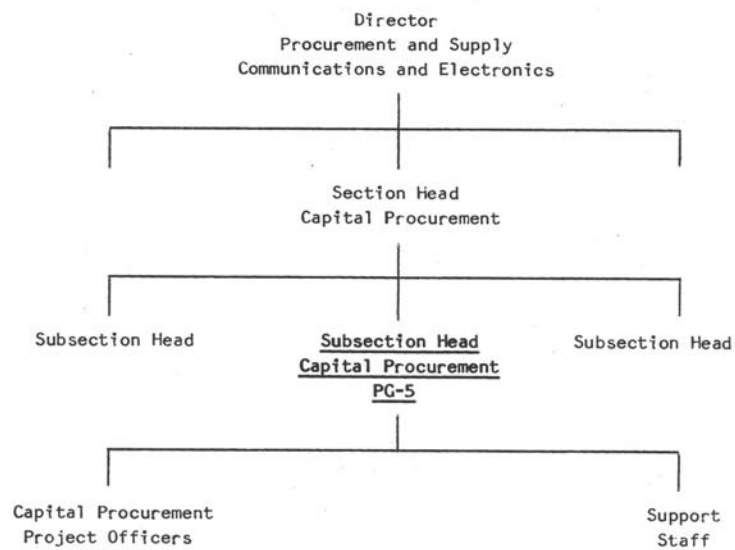 Director
Procurement and Supply
Communications and Electronics
Section Head
Capital Procurement
Subsection Head
Subsection Head
Capital Procurement
PG-5
Subsection Head
Capital Procurement
Project Officers
Support
Staff